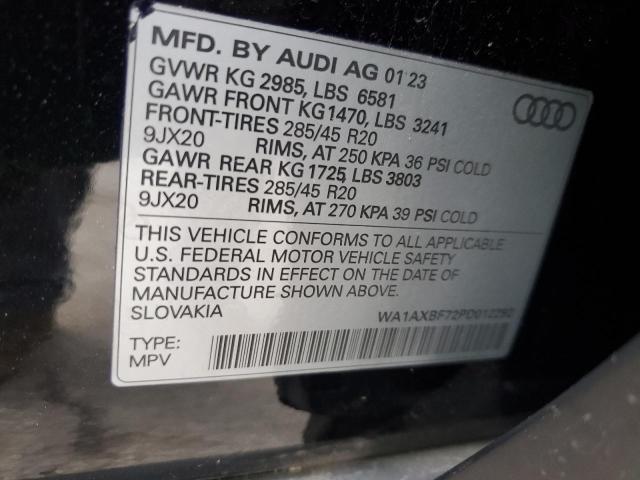 MFD. BY AUDI AG 01 23
GVWR KG 2985, LBS 6581
GAWR FRONT KG1470, LBS 3241
FRONT-TIRES 285/45 R20
9JX20 RIMS, AT 250 KPA 36 PSI COLD
GAWR REAR KG 1725, LBS 3803
REAR-TIRES 285/45 R20
9JX20 RIMS, AT 270 KPA 39 PSI COLD
THIS VEHICLE CONFORMS TO ALL APPLICABLE
U.S. FEDERAL MOTOR VEHICLE SAFETY
STANDARDS IN EFFECT ON THE DATE OF
MANUFACTURE SHOWN ABOVE.
SLOVAKIA WA1AXBF72PD012292
TYPE:
MPV